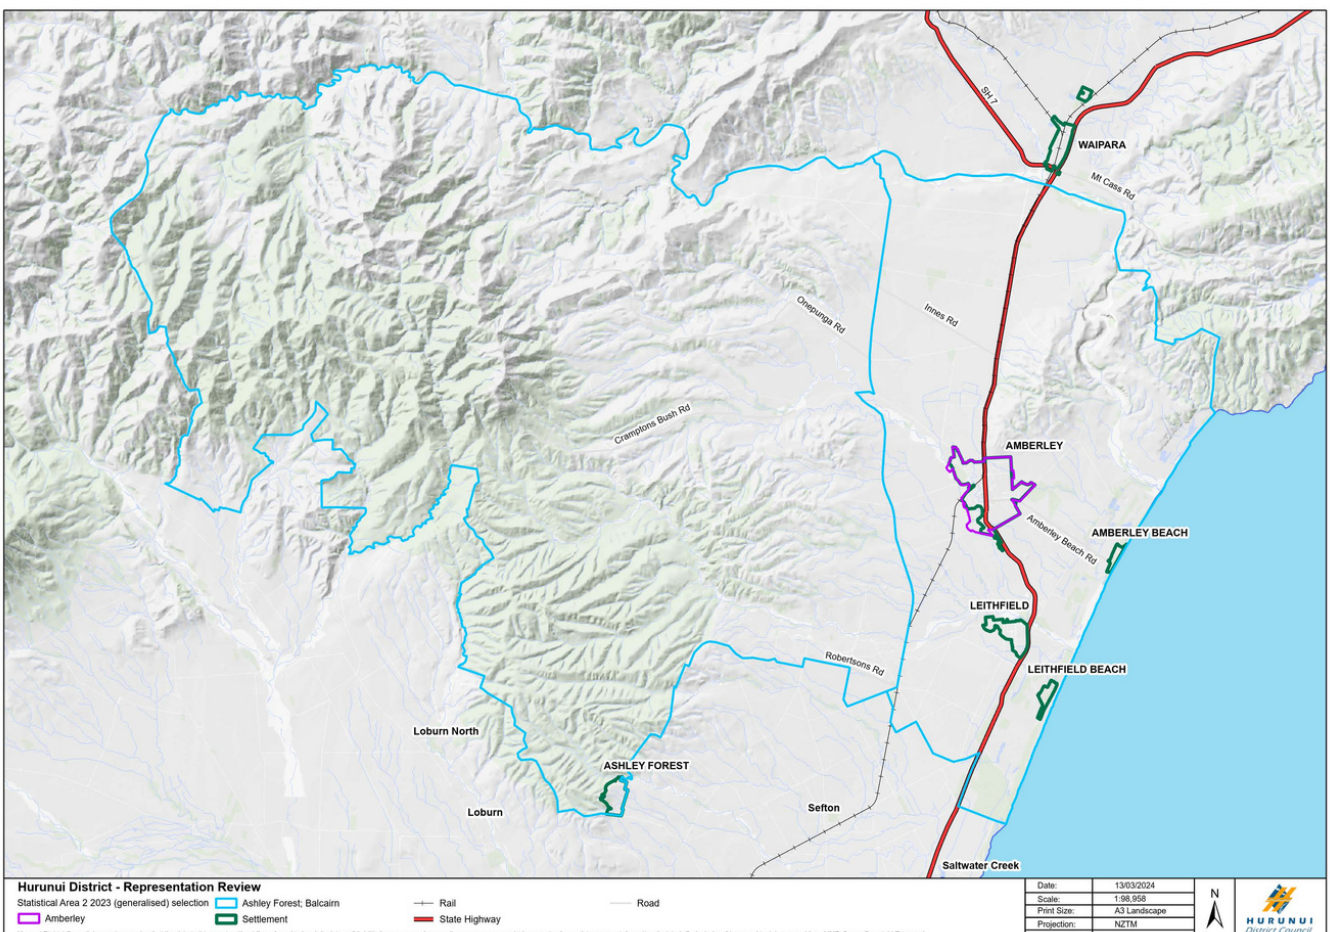 SH 7
WAIPARA
Mt Cass Rd
Onepunga Rd
Innes Rd
Cramptons Bush Rd
AMBERLEY
Amberley Beach Rd
AMBERLEY BEACH
LEITHFIELD
Robertsons Rd
LEITHFIELD BEACH
Loburn North
ASHLEY FOREST
Loburn
Sefton
Saltwater Creek
Hurunui District - Representation Review
Statistical Area 2 2023 (generalised) selection
Ashley Forest; Balcairn
Rail
Road
Amberley
Settlement
State Highway
Date: 13/03/2024
Scale: 1:98,958
Print Size: A3 Landscape
Projection: NZTM
N
HURUNUI
District Council